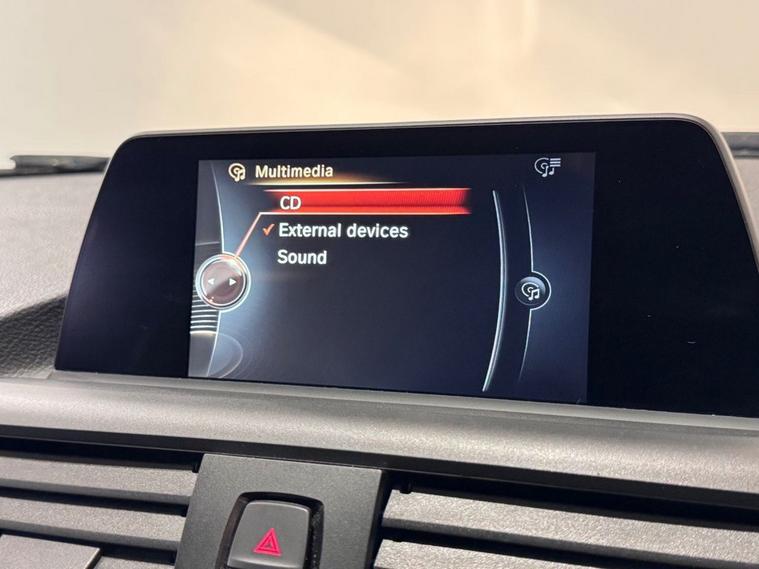 Multimedia
CD
External devices
Sound